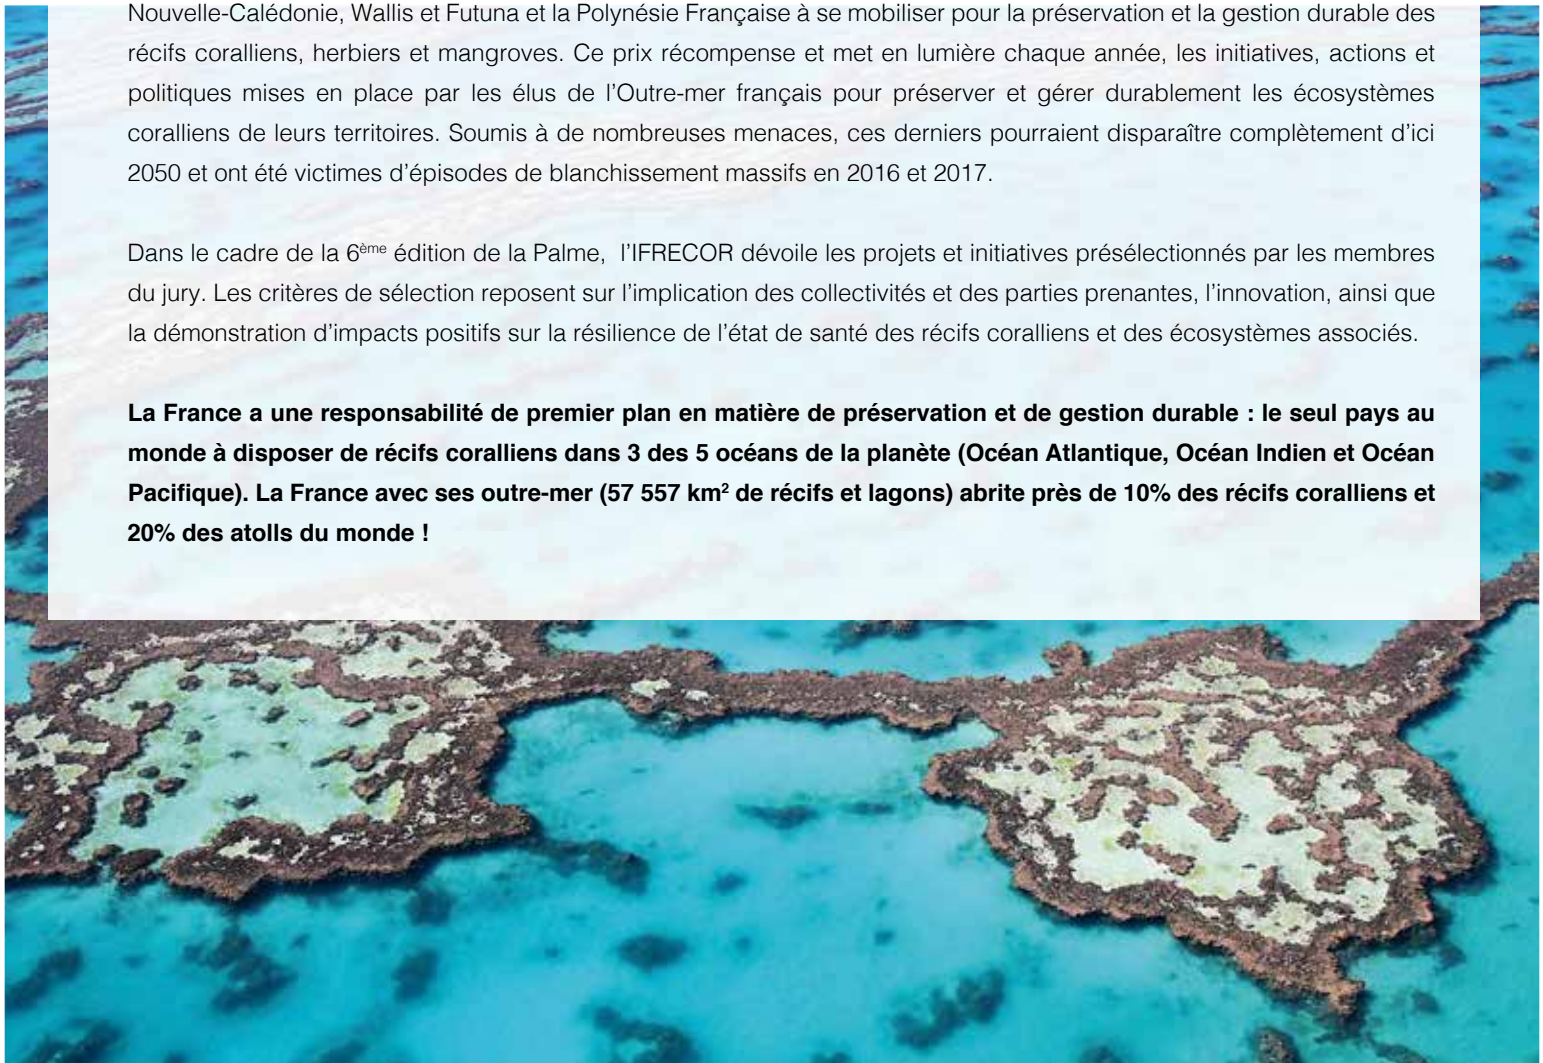 Nouvelle-Calédonie, Wallis et Futuna et la Polynésie Française à se mobiliser pour la préservation et la gestion durable des
récifs coralliens, herbiers et mangroves. Ce prix récompense et met en lumière chaque année, les initiatives, actions et
politiques mises en place par les élus de l’Outre-mer français pour préserver et gérer durablement les écosystèmes
coralliens de leurs territoires. Soumis à de nombreuses menaces, ces derniers pourraient disparaître complètement d’ici
2050 et ont été victimes d’épisodes de blanchissement massifs en 2016 et 2017.
Dans le cadre de la 6ème édition de la Palme, l’IFRECOR dévoile les projets et initiatives présélectionnés par les membres
du jury. Les critères de sélection reposent sur l’implication des collectivités et des parties prenantes, l’innovation, ainsi que
la démonstration d’impacts positifs sur la résilience de l’état de santé des récifs coralliens et des écosystèmes associés.
La France a une responsabilité de premier plan en matière de préservation et de gestion durable : le seul pays au
monde à disposer de récifs coralliens dans 3 des 5 océans de la planète (Océan Atlantique, Océan Indien et Océan
Pacifique). La France avec ses outre-mer (57 557 km² de récifs et lagons) abrite près de 10% des récifs coralliens et
20% des atolls du monde !